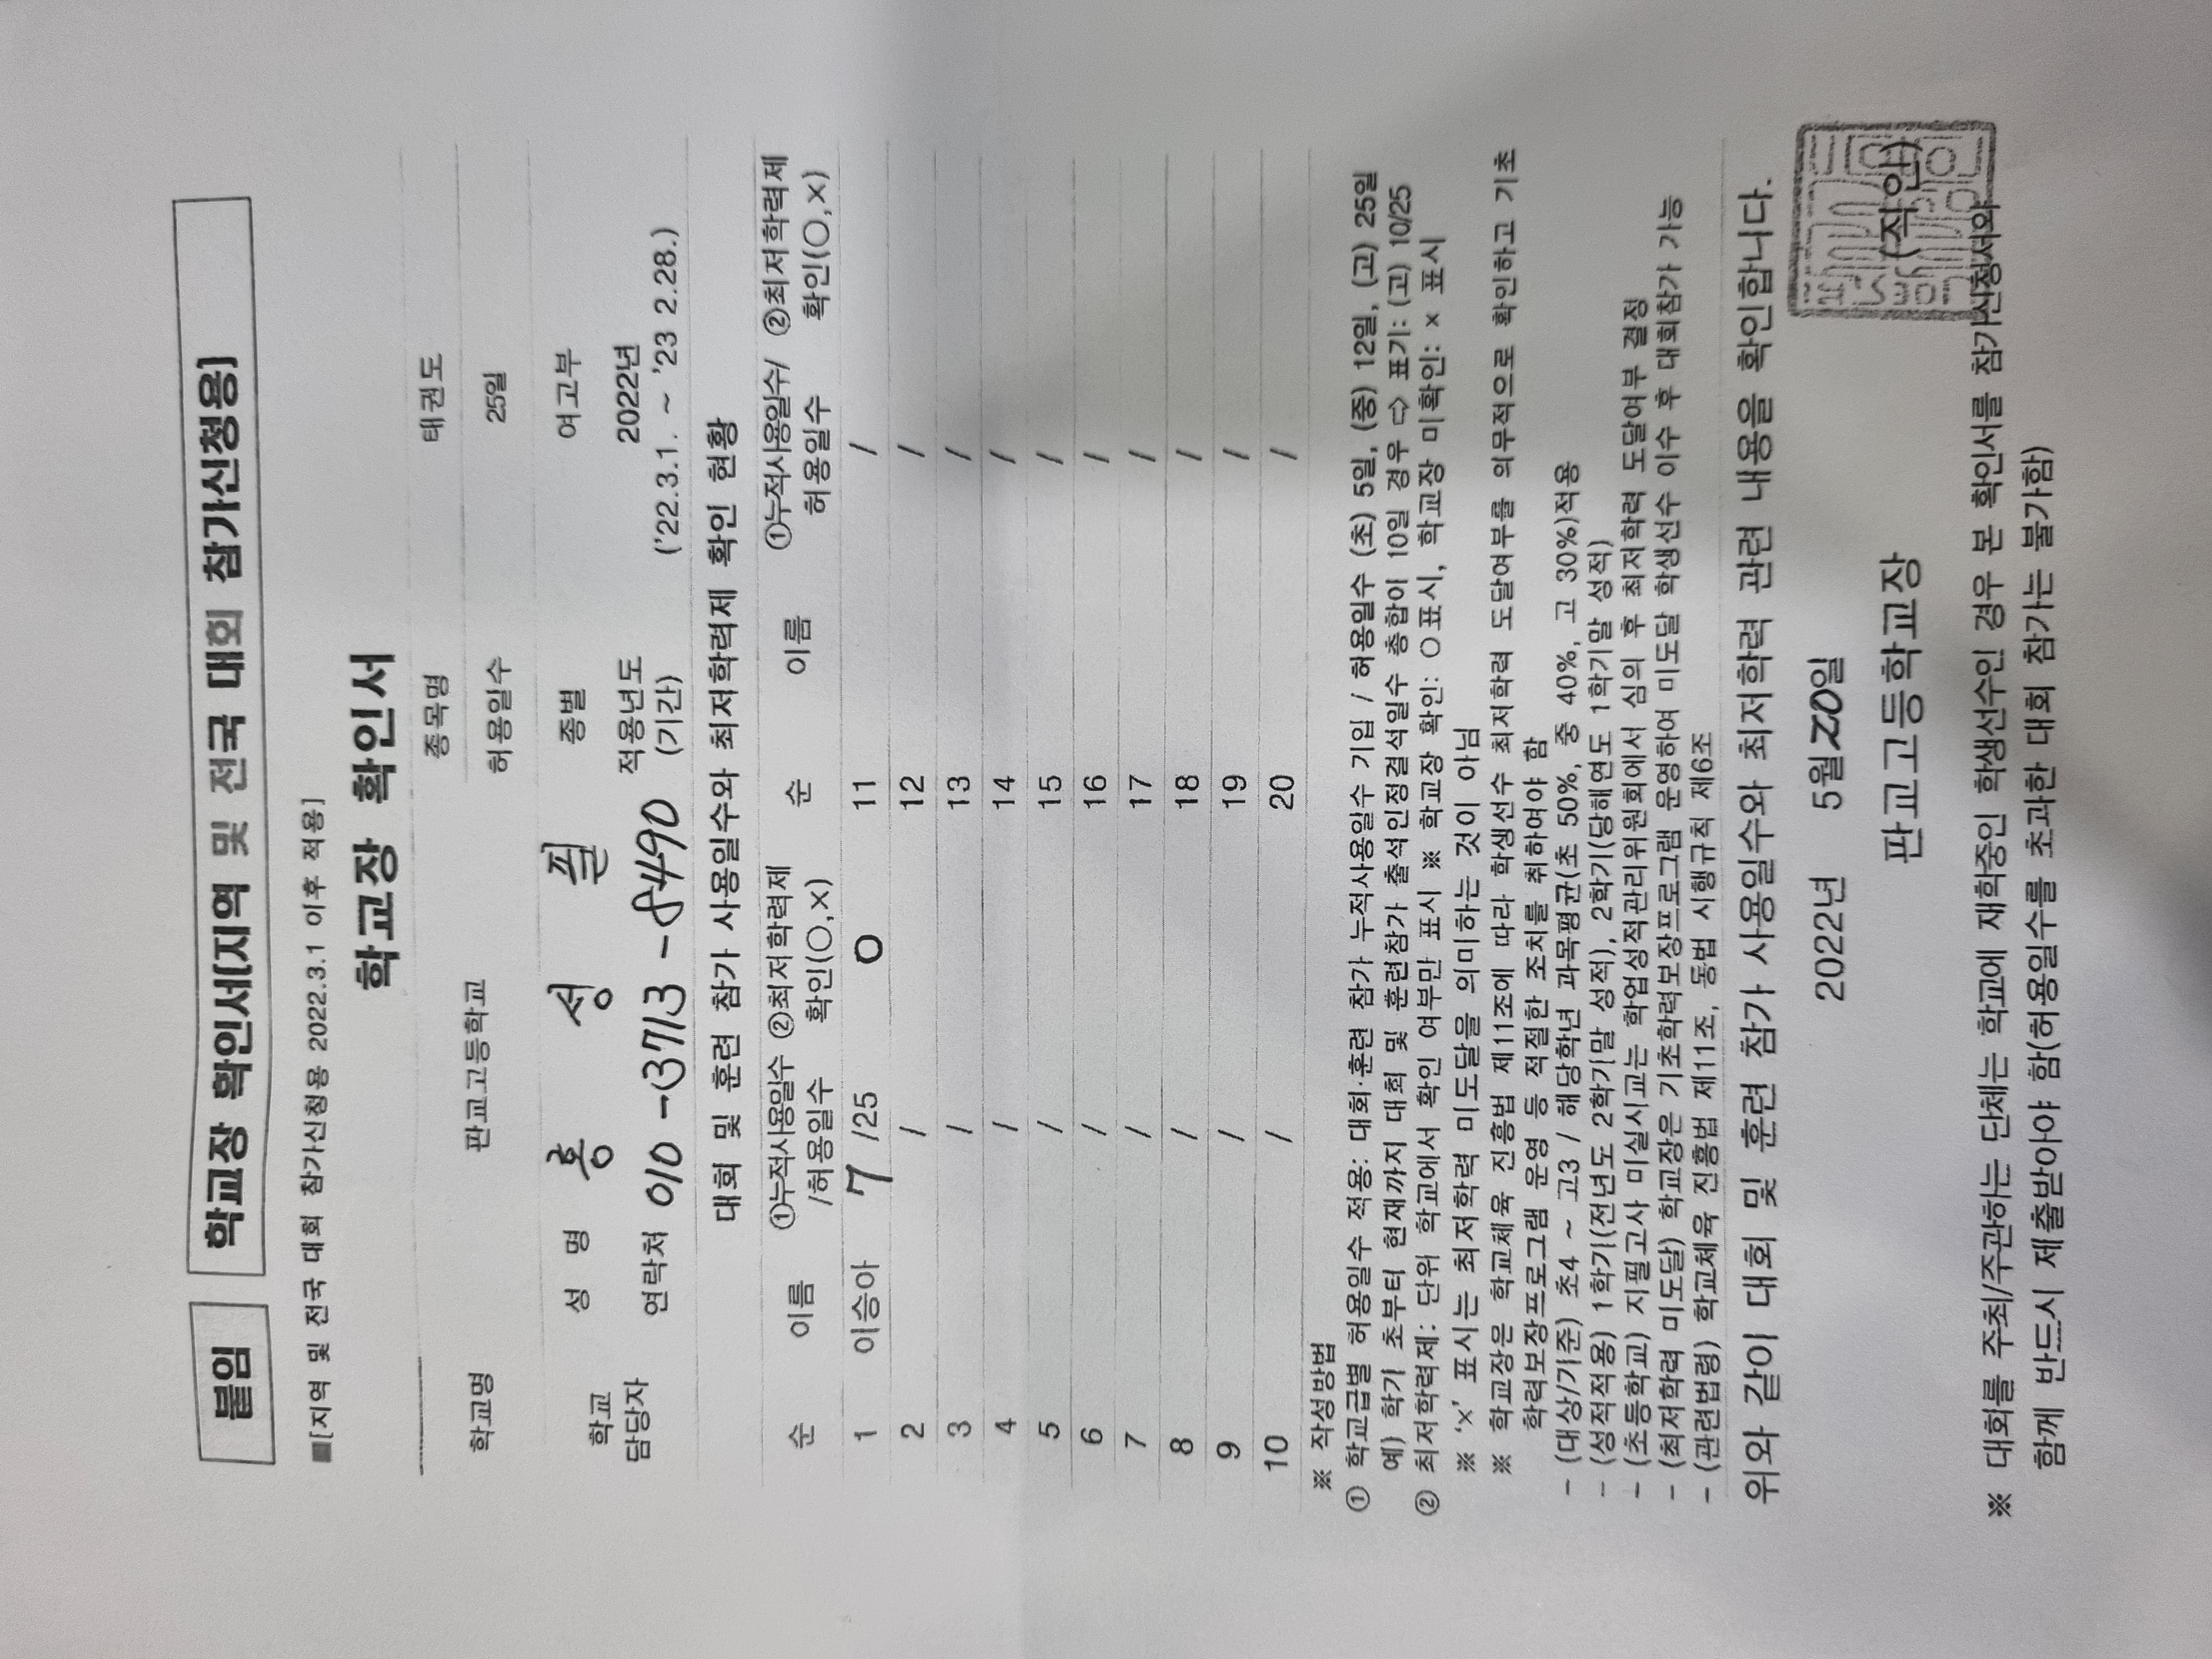 붙임
학교장 확인서[지역 및 전국 대회 참가신청용]
■[지역 및 전국 대회 참가신청용 2022.3.1 이후 적용]
학교장 확인서
학교명 판교고등학교 종목명 태권도
허용일수 25일
학교 담당자 성 명 홍 성 필 종별 여고부
연락처 010-3713-8490 적용년도 (기간) 2022년
('22.3.1. ~ '23 2.28.)
대회 및 훈련 참가 사용일수와 최저학력제 확인 현황
순 이름 ①누적사용일수 /허용일수 ②최저학력제 확인(○,×) 순 이름 ①누적사용일수/ 허용일수 ②최저학력제 확인(○,×)
1 이승아 7 /25 O 11 /
2 / 12 /
3 / 13 /
4 / 14 /
5 / 15 /
6 / 16 /
7 / 17 /
8 / 18 /
9 / 19 /
10 / 20 /
※ 작성방법
① 학교급별 허용일수 적용: 대회·훈련 참가 누적사용일수 기입 / 허용일수 (초) 5일, (중) 12일, (고) 25일
예) 학기 초부터 현재까지 대회 및 훈련참가 출석인정결석일수 총합이 10일 경우 ⇨ 표기: (고) 10/25
② 최저학력제: 단위 학교에서 확인 여부만 표시 ※ 학교장 확인: ○ 표시, 학교장 미확인: × 표시
※ '×' 표시는 최저학력 미도달을 의미하는 것이 아님
※ 학교장은 학교체육 진흥법 제11조에 따라 학생선수 최저학력 도달여부를 의무적으로 확인하고 기초
학력보장프로그램 운영 등 적절한 조치를 취하여야 함
- (대상/기준) 초4 ~ 고3 / 해당학년 과목평균(초 50%, 중 40%, 고 30%)적용
- (성적적용) 1학기(전년도 2학기말 성적), 2학기(당해연도 1학기말 성적)
- (초등학교) 지필고사 미실시교는 학업성적관리위원회에서 심의 후 최저학력 도달여부 결정
- (최저학력 미도달) 학교장은 기초학력보장프로그램 운영하여 미도달 학생선수 이수 후 대회참가 가능
- (관련법령) 학교체육 진흥법 제11조, 동법 시행규칙 제6조
위와 같이 대회 및 훈련 참가 사용일수와 최저학력 관련 내용을 확인합니다.
2022년 5월 20일
판교고등학교장 (직인)
※ 대회를 주최/주관하는 단체는 학교에 재학중인 학생선수인 경우 본 확인서를 참가신청서와
함께 반드시 제출받아야 함(허용일수를 초과한 대회 참가는 불가함)